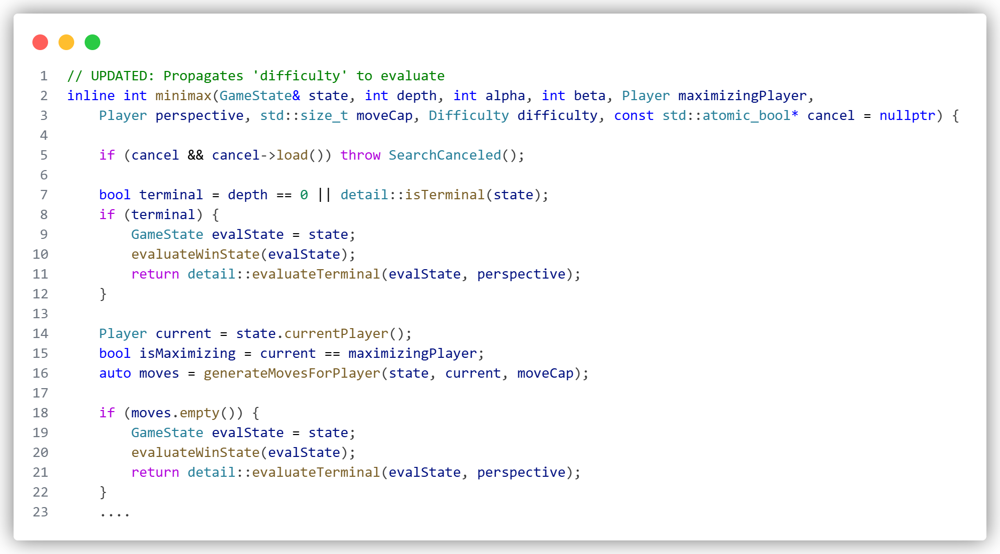 1 // UPDATED: Propagates 'difficulty' to evaluate
2 inline int minimax(GameState& state, int depth, int alpha, int beta, Player maximizingPlayer,
3     Player perspective, std::size_t moveCap, Difficulty difficulty, const std::atomic_bool* cancel = nullptr) {
4
5     if (cancel && cancel->load()) throw SearchCanceled();
6
7     bool terminal = depth == 0 || detail::isTerminal(state);
8     if (terminal) {
9         GameState evalState = state;
10         evaluateWinState(evalState);
11         return detail::evaluateTerminal(evalState, perspective);
12     }
13
14     Player current = state.currentPlayer();
15     bool isMaximizing = current == maximizingPlayer;
16     auto moves = generateMovesForPlayer(state, current, moveCap);
17
18     if (moves.empty()) {
19         GameState evalState = state;
20         evaluateWinState(evalState);
21         return detail::evaluateTerminal(evalState, perspective);
22     }
23     ....